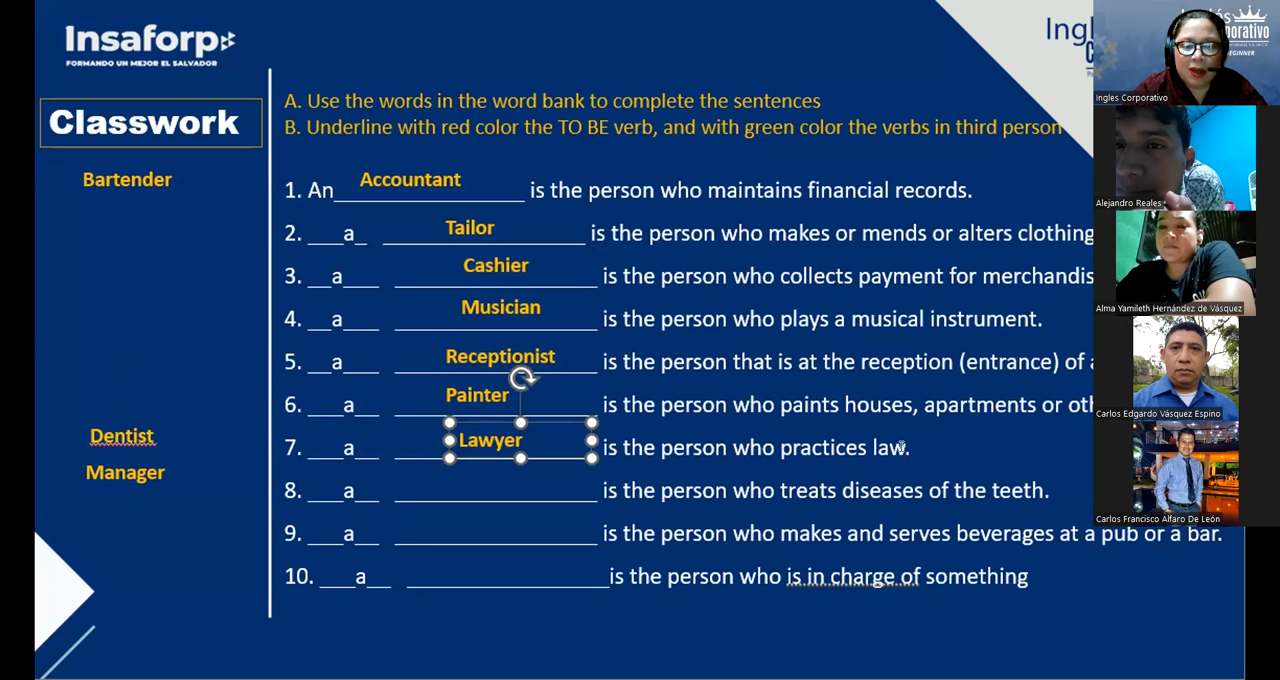 Insaforp
FORMANDO UN MEJOR EL SALVADOR
Classwork
Bartender
Dentist
Manager
A. Use the words in the word bank to complete the sentences
B. Underline with red color the TO BE verb, and with green color the verbs in third person
1. An Accountant is the person who maintains financial records.
2. a Tailor is the person who makes or mends or alters clothing
3. a Cashier is the person who collects payment for
4. a Musician is the person who plays a musical instrument.
5. a Receptionist is the person that is at the reception (entrance) of
6. a Painter is the person who paints houses, apartments or
7. a Lawyer is the person who practices law.
8. a is the person who treats diseases of the teeth.
9. a is the person who makes and serves beverages at a pub or a bar.
10. a is the person who is in charge of something
Ingles Corporativo
Alejandro Reales
Alma Yamileth Hernández de Vásquez
Carlos Edgardo Vásquez Espino
Carlos Francisco Alfaro De León